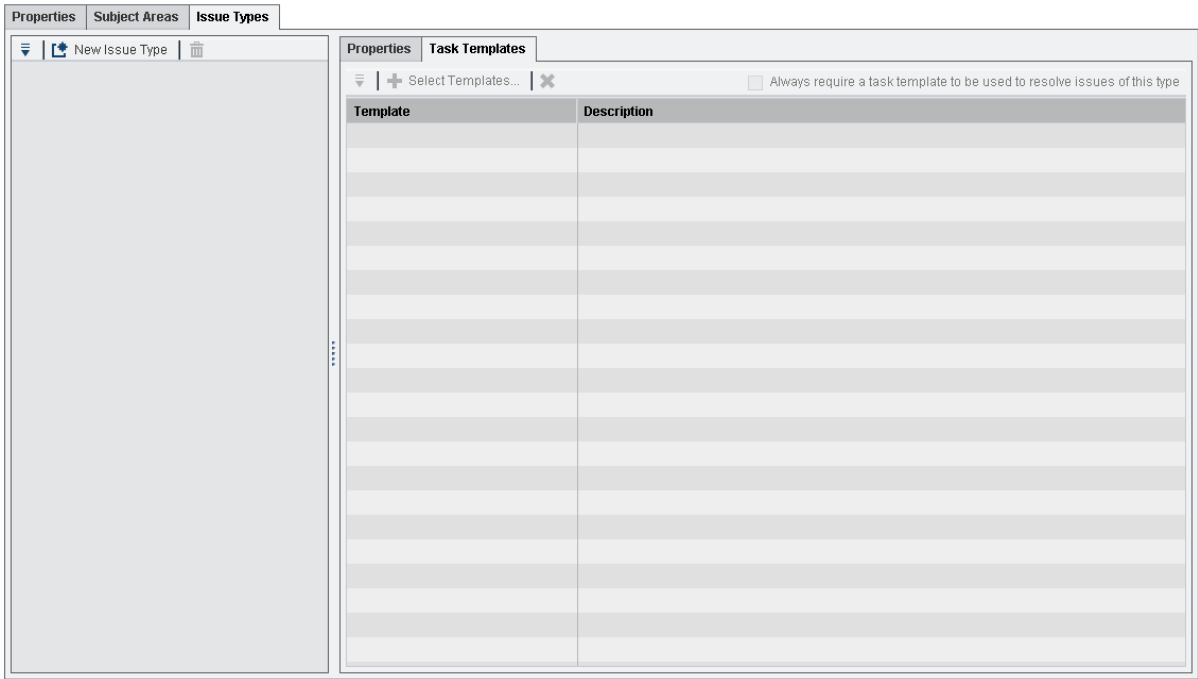 Properties Subject Areas Issue Types
New Issue Type
Properties Task Templates
Select Templates... Always require a task template to be used to resolve issues of this type
Template Description